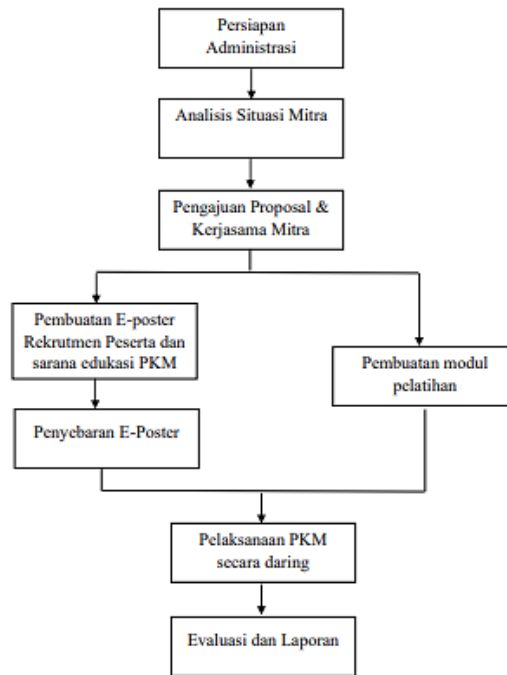 Persiapan
Administrasi
Analisis Situasi Mitra
Pengajuan Proposal &
Kerjasama Mitra
Pembuatan E-poster
Rekrutmen Peserta dan
sarana edukasi PKM
Pembuatan modul
pelatihan
Penyebaran E-Poster
Pelaksanaan PKM
secara daring
Evaluasi dan Laporan